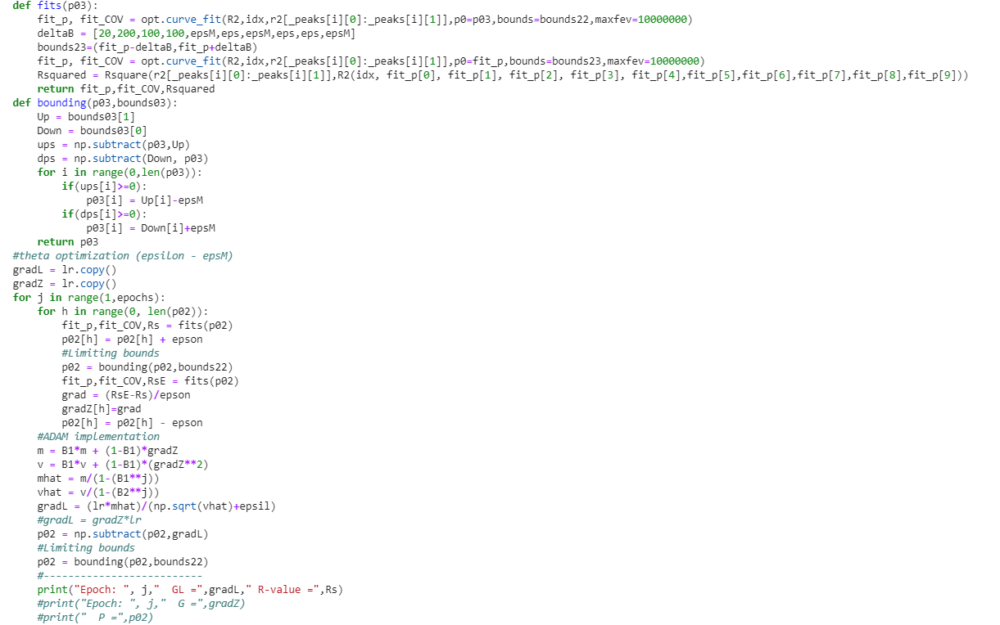 def fits(p03):
    fit_p, fit_COV = opt.curve_fit(R2,idx,r2[_peaks[i][0]:_peaks[i][1]],p0=p03,bounds=bounds22,maxfev=10000000)
    deltaB = [20,200,100,100,epsM,eps,epsM,eps,eps,epsM]
    bounds23=(fit_p-deltaB,fit_p+deltaB)
    fit_p, fit_COV = opt.curve_fit(R2,idx,r2[_peaks[i][0]:_peaks[i][1]],p0=fit_p,bounds=bounds23,maxfev=10000000)
    Rsquared = Rsquare(r2[_peaks[i][0]:_peaks[i][1]],R2(idx, fit_p[0], fit_p[1], fit_p[2], fit_p[3], fit_p[4],fit_p[5],fit_p[6],fit_p[7],fit_p[8],fit_p[9]))
    return fit_p,fit_COV,Rsquared
def bounding(p03,bounds03):
    Up = bounds03[1]
    Down = bounds03[0]
    ups = np.subtract(p03,Up)
    dps = np.subtract(Down, p03)
    for i in range(0,len(p03)):
        if(ups[i]>=0):
            p03[i] = Up[i]-epsM
        if(dps[i]>=0):
            p03[i] = Down[i]+epsM
    return p03
#theta optimization (epsilon - epsM)
gradL = lr.copy()
gradZ = lr.copy()
for j in range(1,epochs):
    for h in range(0, len(p02)):
        fit_p,fit_COV,Rs = fits(p02)
        p02[h] = p02[h] + epson
        #Limiting bounds
        p02 = bounding(p02,bounds22)
        fit_p,fit_COV,RsE = fits(p02)
        grad = (RsE-Rs)/epson
        gradZ[h]=grad
        p02[h] = p02[h] - epson
    #ADAM implementation
    m = B1*m + (1-B1)*gradZ
    v = B1*v + (1-B1)*(gradZ**2)
    mhat = m/(1-(B1**j))
    vhat = v/(1-(B2**j))
    gradL = (lr*mhat)/(np.sqrt(vhat)+epsil)
    #gradL = gradZ*lr
    p02 = np.subtract(p02,gradL)
    #Limiting bounds
    p02 = bounding(p02,bounds22)
    #--------------------------
    print("Epoch: ", j,"  GL =",gradL," R-value =",Rs)
    #print("Epoch: ", j,"  G =",gradZ)
    #print("  P =",p02)